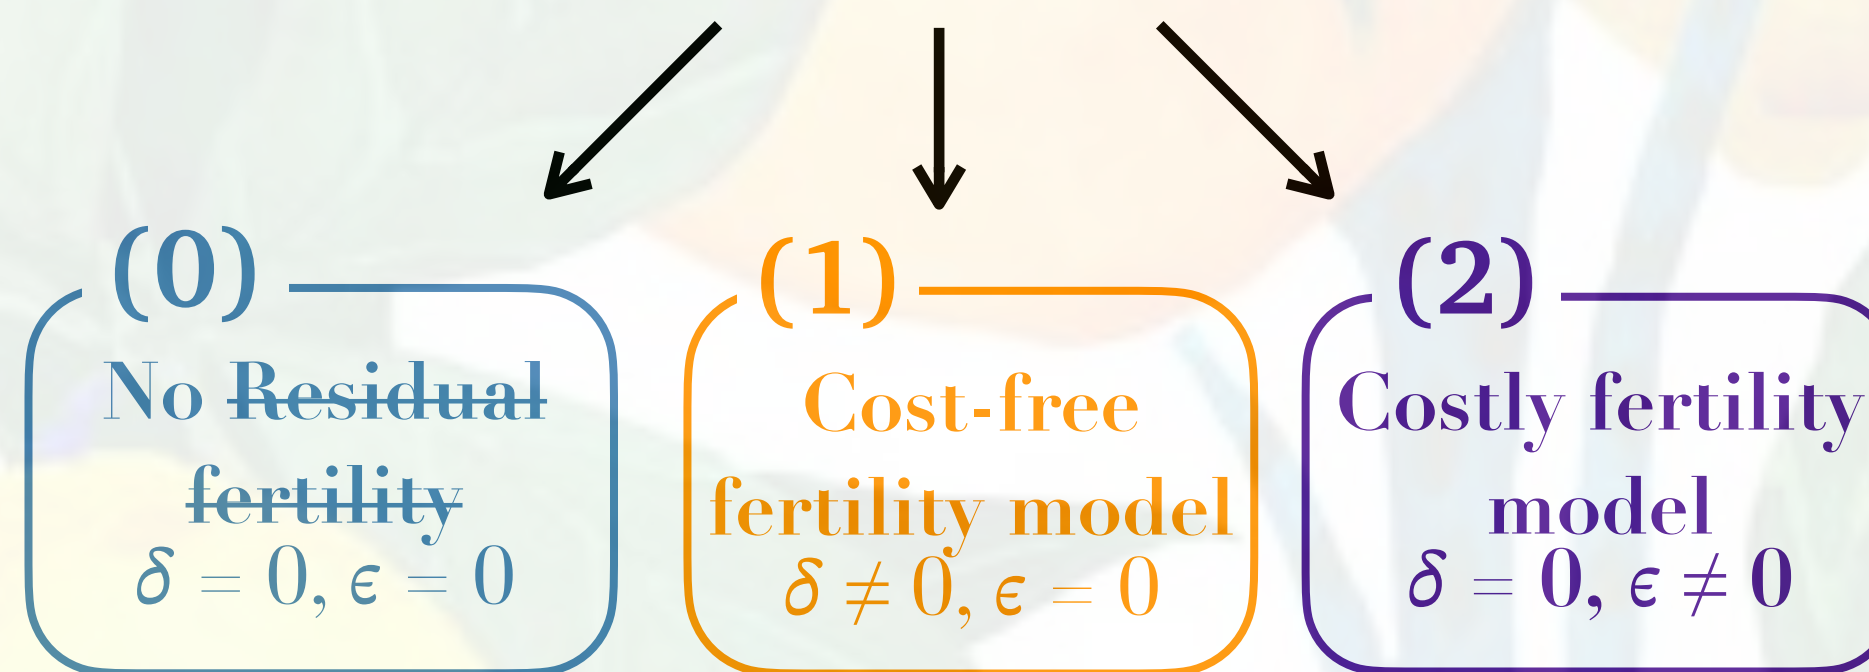 (0)
No Residual
fertility
δ = 0, ϵ = 0
(1)
Cost-free
fertility model
δ ≠ 0, ϵ = 0
(2)
Costly fertility
model
δ = 0, ϵ ≠ 0